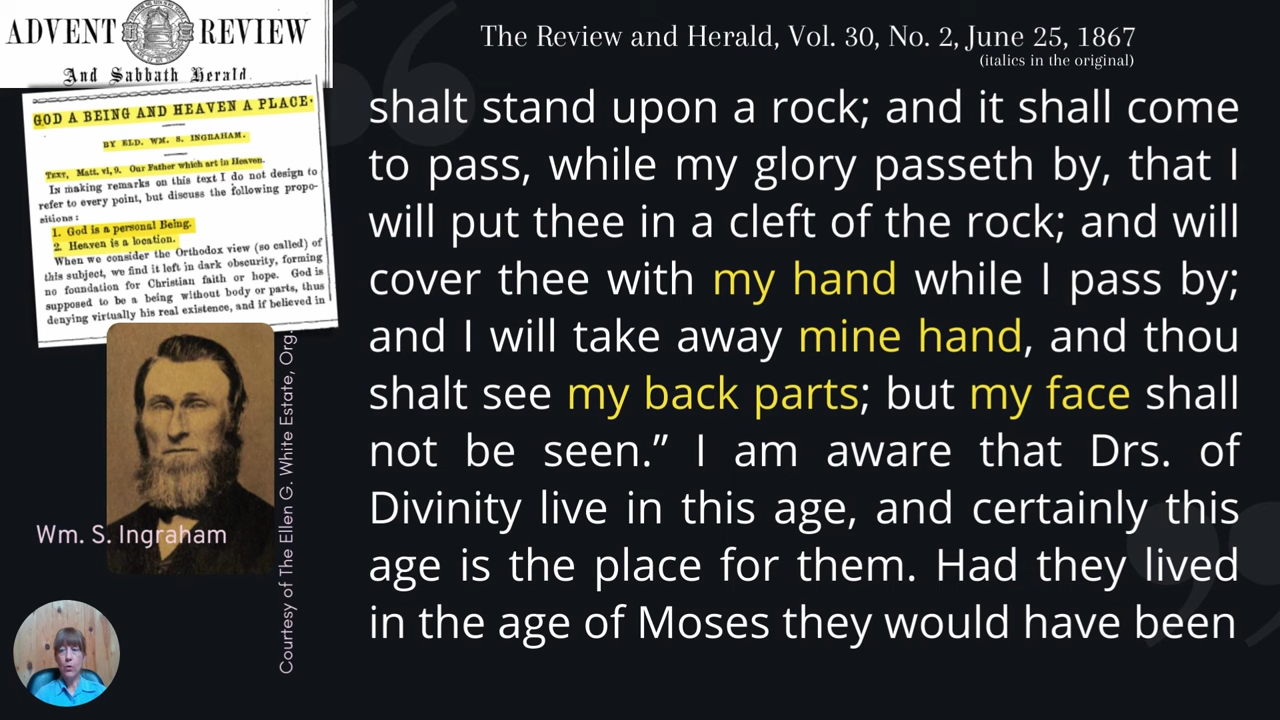 ADVENT REVIEW
And Sabbath Herald.
GOD A BEING AND HEAVEN A PLACE.
BY ELD. WM. S. INGRAHAM.
TEXT, Matt. vi, 9. Our Father which art in Heaven.
In making remarks on this text I do not design to
refer to every point, but discuss the following propo-
sitions:
1. God is a personal Being.
2. Heaven is a location.
When we consider the Orthodox view (so called) of
this subject, we find it left in dark obscurity, forming
no foundation for Christian faith or hope. God is
supposed to be a being without body or parts, thus
denying virtually his real existence, and if believed in
Wm. S. Ingraham
Courtesy of The Ellen G. White Estate, Org.
The Review and Herald, Vol. 30, No. 2, June 25, 1867
(italics in the original)
shalt stand upon a rock; and it shall come
to pass, while my glory passeth by, that I
will put thee in a cleft of the rock; and will
cover thee with my hand while I pass by;
and I will take away mine hand, and thou
shalt see my back parts; but my face shall
not be seen.” I am aware that Drs. of
Divinity live in this age, and certainly this
age is the place for them. Had they lived
in the age of Moses they would have been